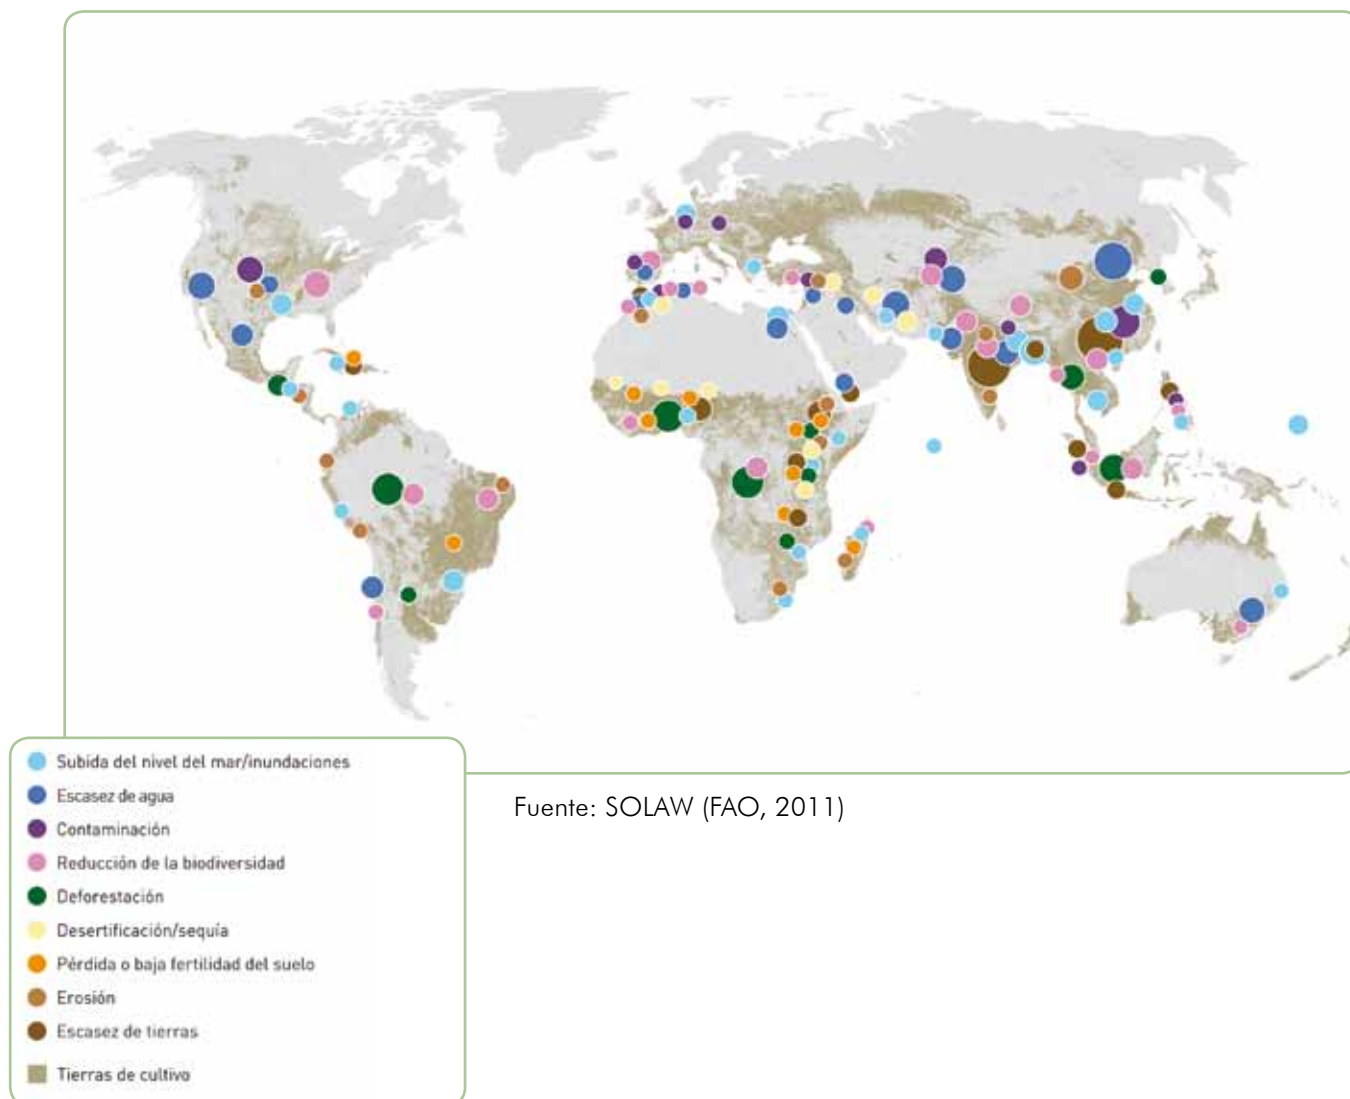 Subida del nivel del mar/inundaciones
Escasez de agua
Contaminación
Reducción de la biodiversidad
Deforestación
Desertificación/sequía
Pérdida o baja fertilidad del suelo
Erosión
Escasez de tierras
Tierras de cultivo
Fuente: SOLAW (FAO, 2011)